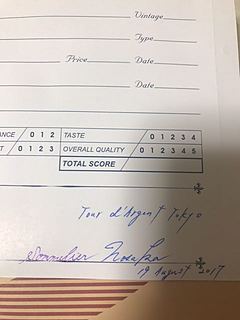 Vintage
Type
Price Date
Date
ANCE 0 1 2 TASTE 0 1 2 3 4
T 0 1 2 3 OVERALL QUALITY 0 1 2 3 4 5
TOTAL SCORE
Tour d'Argent Tokyo
Sommelier
19 August 2017